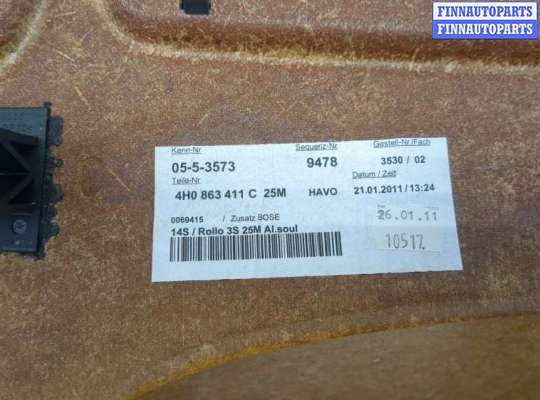 FINNAUTOPARTS
FINNAUTOPARTS
FINNAUTOPARTS
Kenn-Nr Sequenz-Nr Gestell-Nr./Fach
05-5-3573 9478 3530 / 02
Teile-Nr Datum / Zeit
4H0 863 411 C 25M HAVO 21.01.2011 / 13:24
0069415 / Zusatz BOSE
14S / Rollo 3S 25M Al.soul
26.01.11
10517